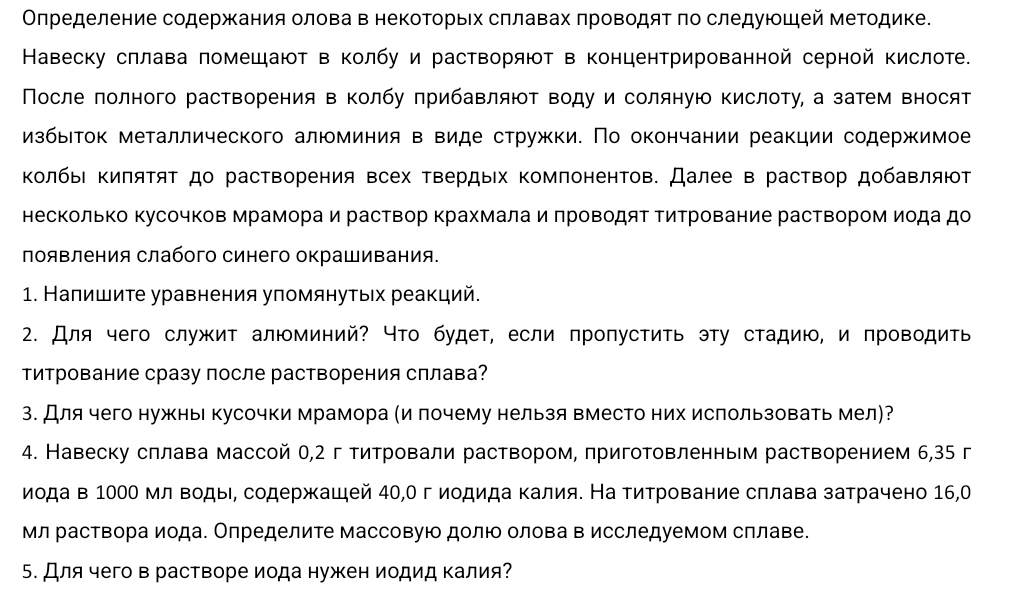 Определение содержания олова в некоторых сплавах проводят по следующей методике.
Навеску сплава помещают в колбу и растворяют в концентрированной серной кислоте.
После полного растворения в колбу прибавляют воду и соляную кислоту, а затем вносят
избыток металлического алюминия в виде стружки. По окончании реакции содержимое
колбы кипятят до растворения всех твердых компонентов. Далее в раствор добавляют
несколько кусочков мрамора и раствор крахмала и проводят титрование раствором иода до
появления слабого синего окрашивания.
1. Напишите уравнения упомянутых реакций.
2. Для чего служит алюминий? Что будет, если пропустить эту стадию, и проводить
титрование сразу после растворения сплава?
3. Для чего нужны кусочки мрамора (и почему нельзя вместо них использовать мел)?
4. Навеску сплава массой 0,2 г титровали раствором, приготовленным растворением 6,35 г
иода в 1000 мл воды, содержащей 40,0 г иодида калия. На титрование сплава затрачено 16,0
мл раствора иода. Определите массовую долю олова в исследуемом сплаве.
5. Для чего в растворе иода нужен иодид калия?